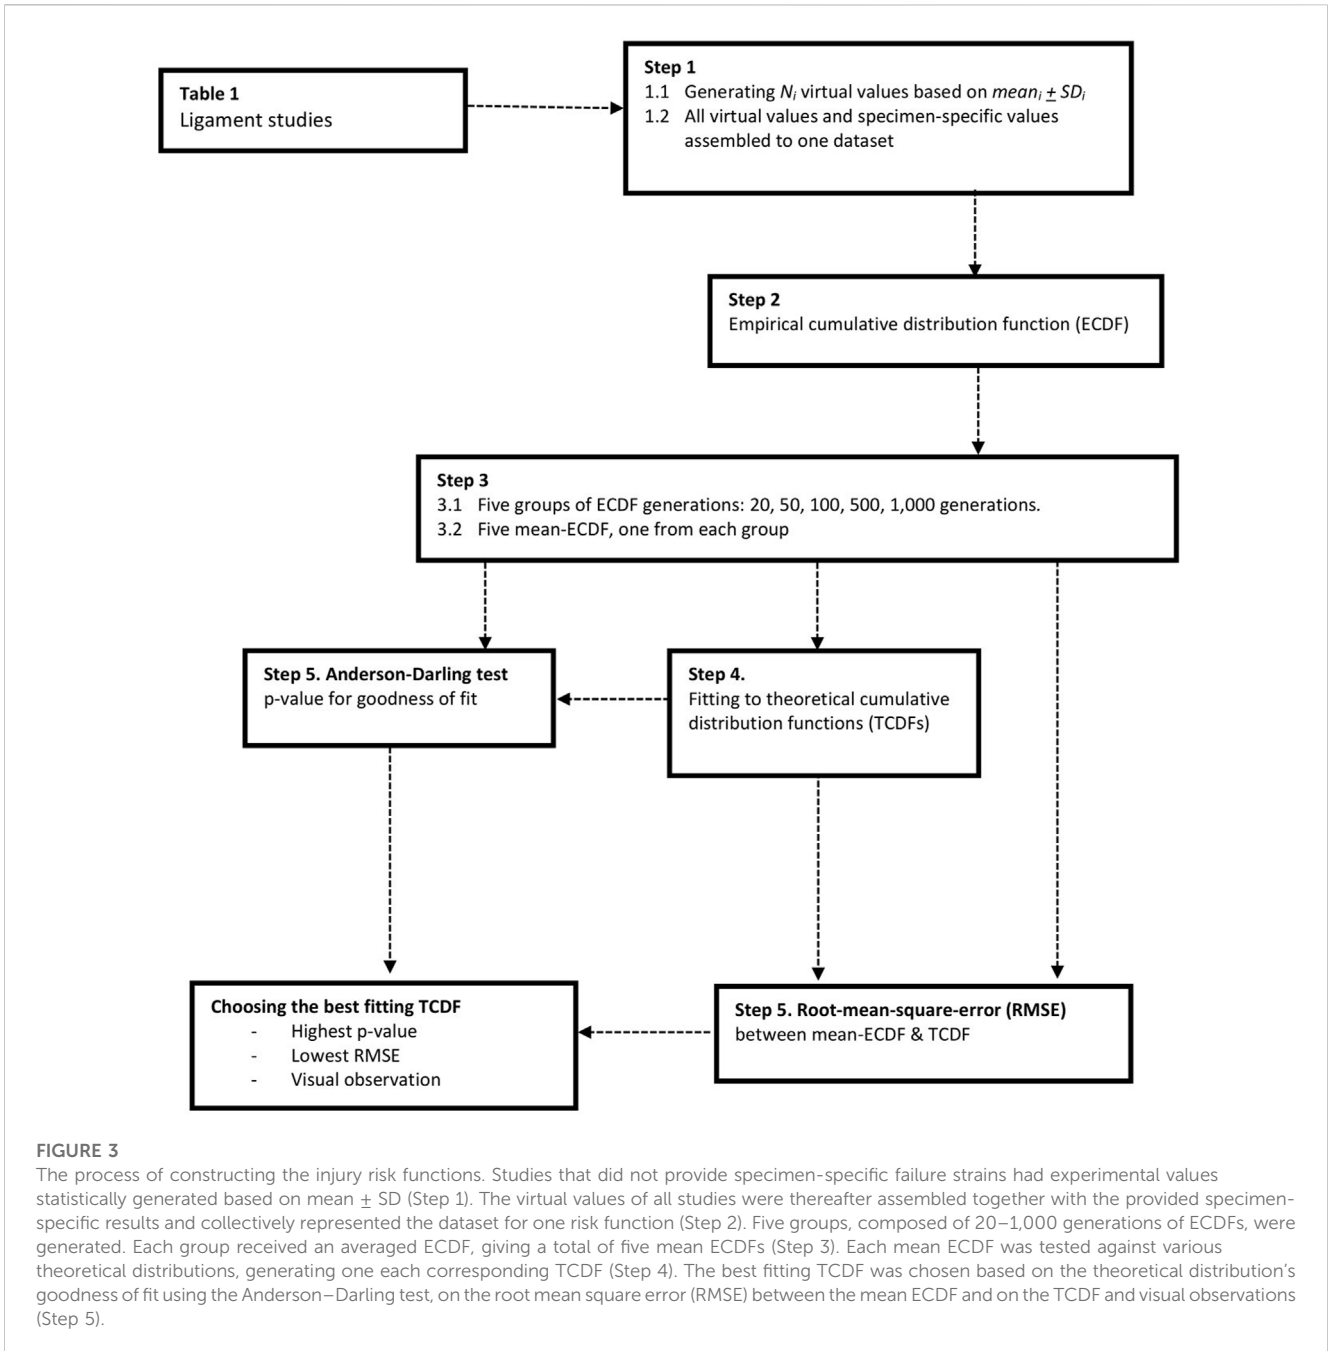 Table 1
Ligament studies
Step 1
1.1 Generating Nᵢ virtual values based on meanᵢ ± SDᵢ
1.2 All virtual values and specimen-specific values
assembled to one dataset
Step 2
Empirical cumulative distribution function (ECDF)
Step 3
3.1 Five groups of ECDF generations: 20, 50, 100, 500, 1,000 generations.
3.2 Five mean-ECDF, one from each group
Step 5. Anderson-Darling test
p-value for goodness of fit
Step 4.
Fitting to theoretical cumulative
distribution functions (TCDFs)
Choosing the best fitting TCDF
- Highest p-value
- Lowest RMSE
- Visual observation
Step 5. Root-mean-square-error (RMSE)
between mean-ECDF & TCDF
FIGURE 3
The process of constructing the injury risk functions. Studies that did not provide specimen-specific failure strains had experimental values
statistically generated based on mean ± SD (Step 1). The virtual values of all studies were thereafter assembled together with the provided specimen-
specific results and collectively represented the dataset for one risk function (Step 2). Five groups, composed of 20–1,000 generations of ECDFs, were
generated. Each group received an averaged ECDF, giving a total of five mean ECDFs (Step 3). Each mean ECDF was tested against various
theoretical distributions, generating one each corresponding TCDF (Step 4). The best fitting TCDF was chosen based on the theoretical distribution's
goodness of fit using the Anderson–Darling test, on the root mean square error (RMSE) between the mean ECDF and on the TCDF and visual observations
(Step 5).